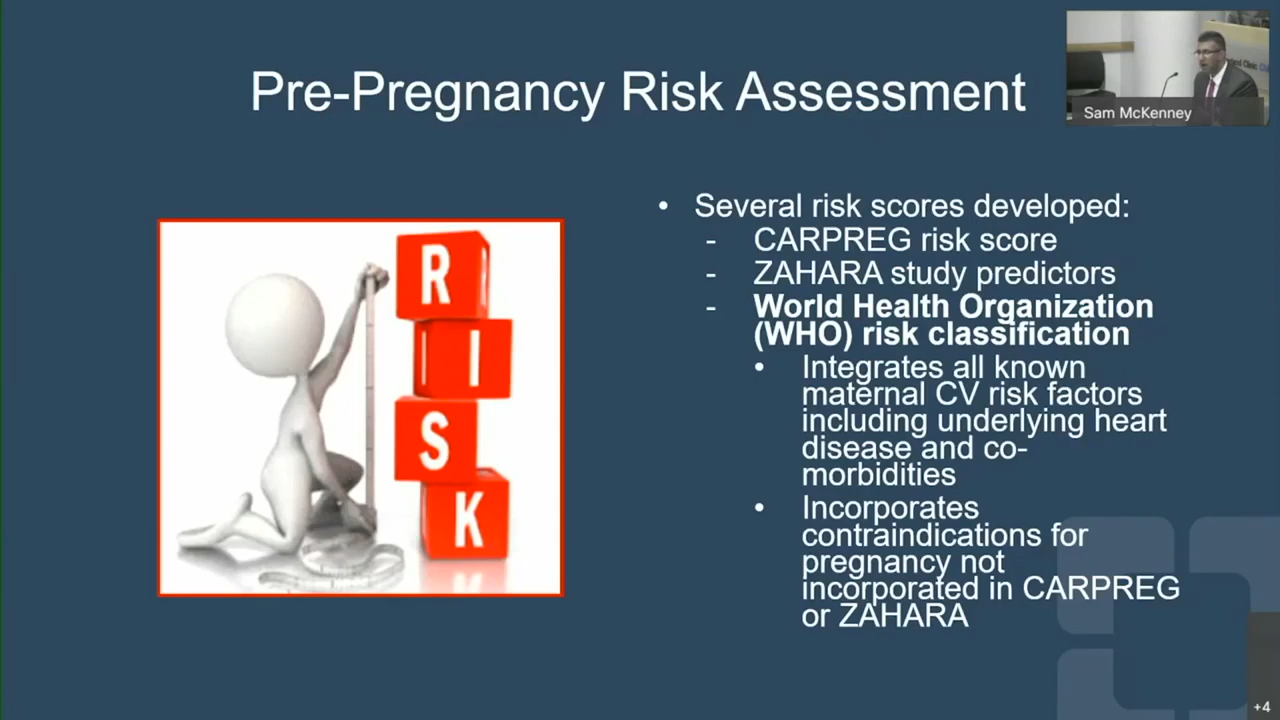 Pre-Pregnancy Risk Assessment
Sam McKenney
R
I
S
K
• Several risk scores developed:
- CARPREG risk score
- ZAHARA study predictors
- World Health Organization
(WHO) risk classification
• Integrates all known
maternal CV risk factors
including underlying heart
disease and co-
morbidities
• Incorporates
contraindications for
pregnancy not
incorporated in CARPREG
or ZAHARA
+4